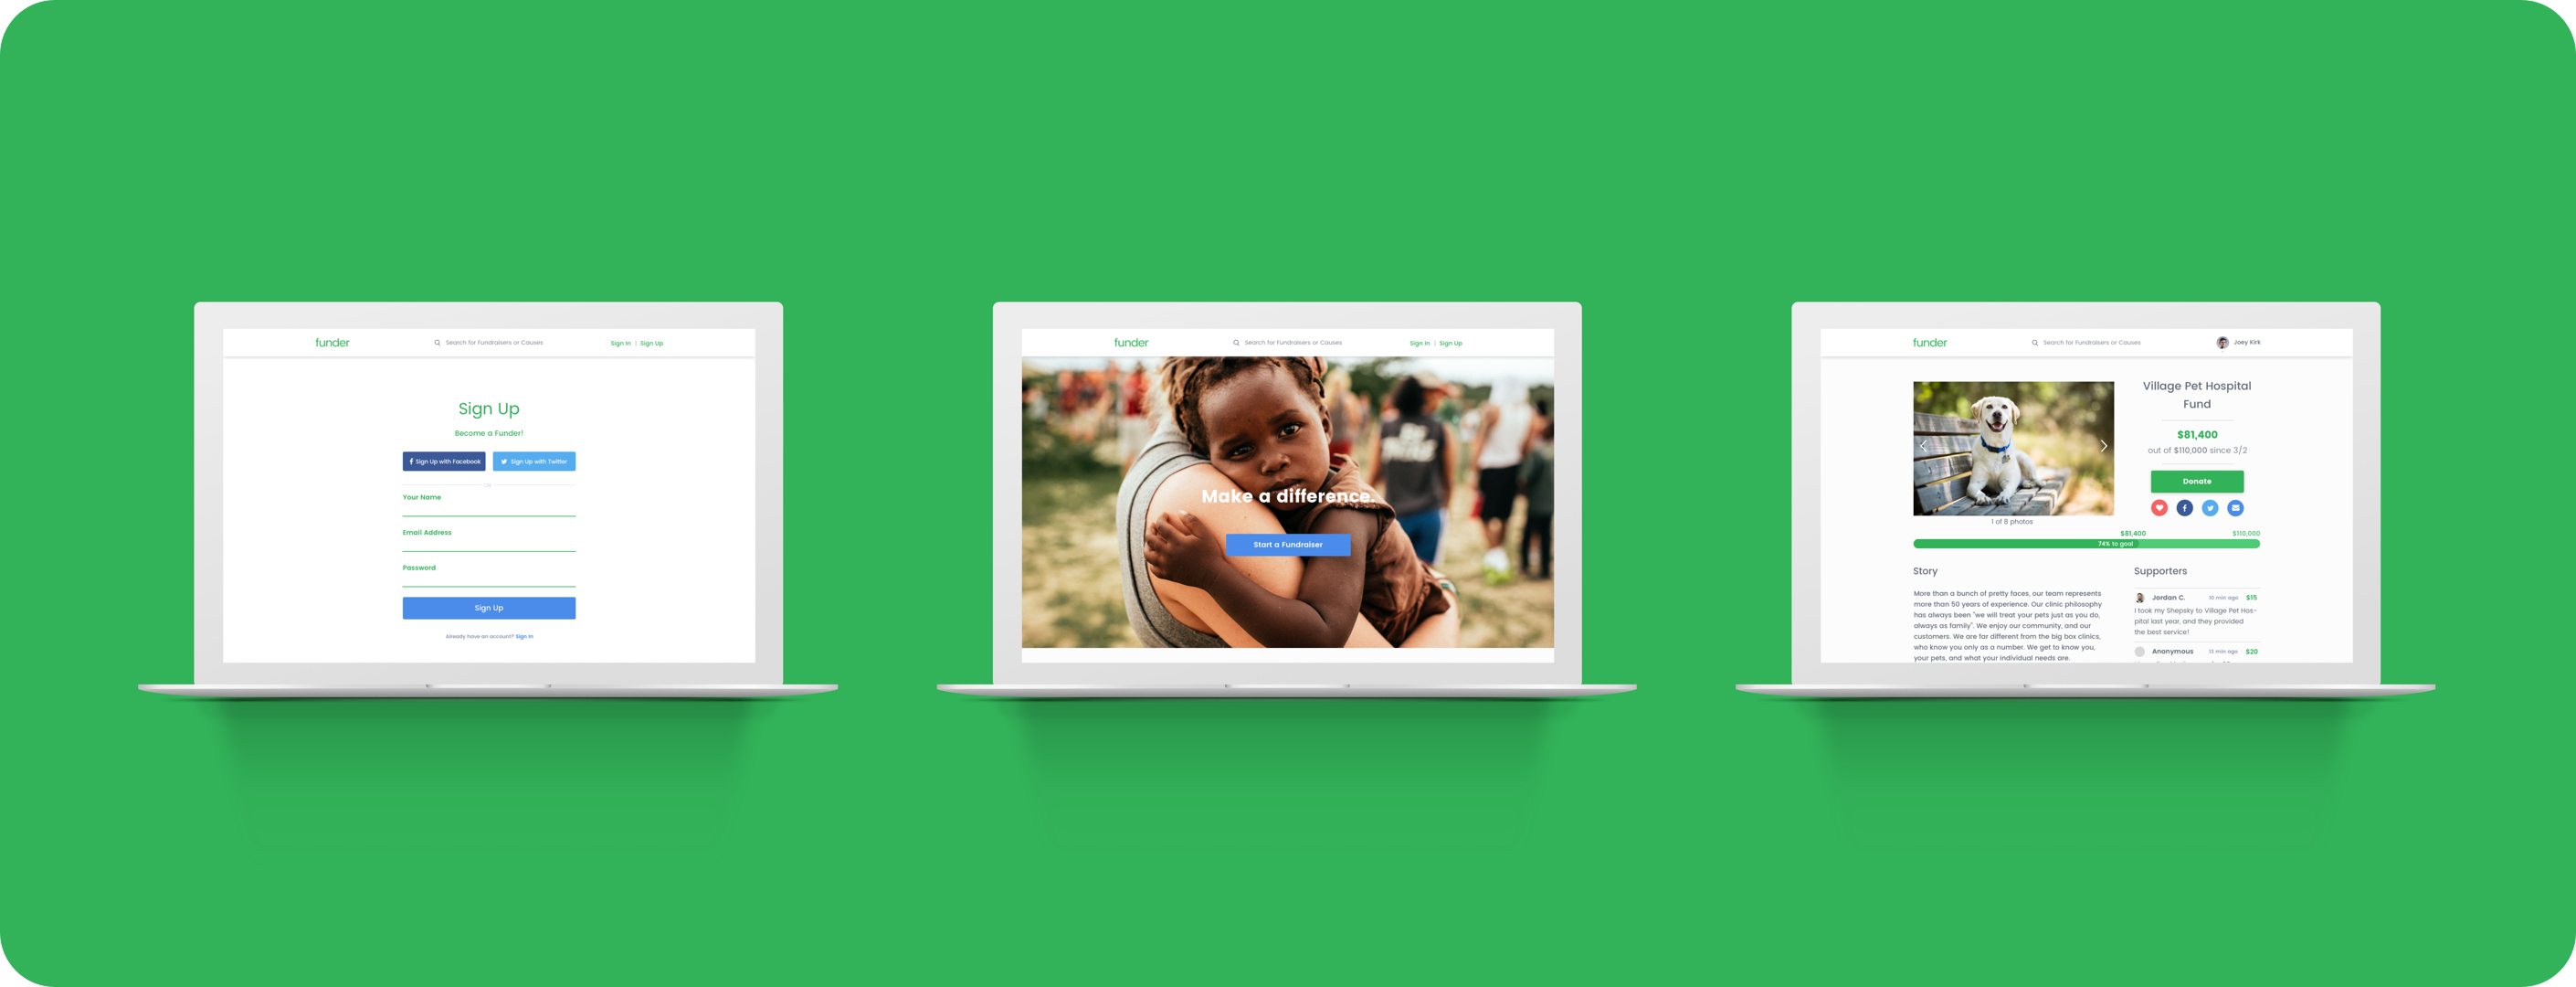 funder
Search for Fundraisers or Causes
Sign In | Sign Up
Sign Up
Become a Funder!
Sign Up with Facebook
Sign Up with Twitter
OR
Your Name
Email Address
Password
Sign Up
Already have an account? Sign In
funder
Search for Fundraisers or Causes
Sign In | Sign Up
Make a difference.
Start a Fundraiser
funder
Search for Fundraisers or Causes
Joey Kirk
Village Pet Hospital
Fund
$81,400
out of $110,000 since 3/2
Donate
1 of 8 photos
$81,400
$110,000
74% to goal
Story
More than a bunch of pretty faces, our team represents
more than 50 years of experience. Our clinic philosophy
has always been "we will treat your pets just as you do,
always as family". We enjoy our community, and our
customers. We are far different from the big box clinics,
who know you only as a number. We get to know you,
your pets, and what your individual needs are.
Supporters
Jordan C. 10 min ago $15
I took my Shepsky to Village Pet Hos-
pital last year, and they provided
the best service!
Anonymous 13 min ago $20